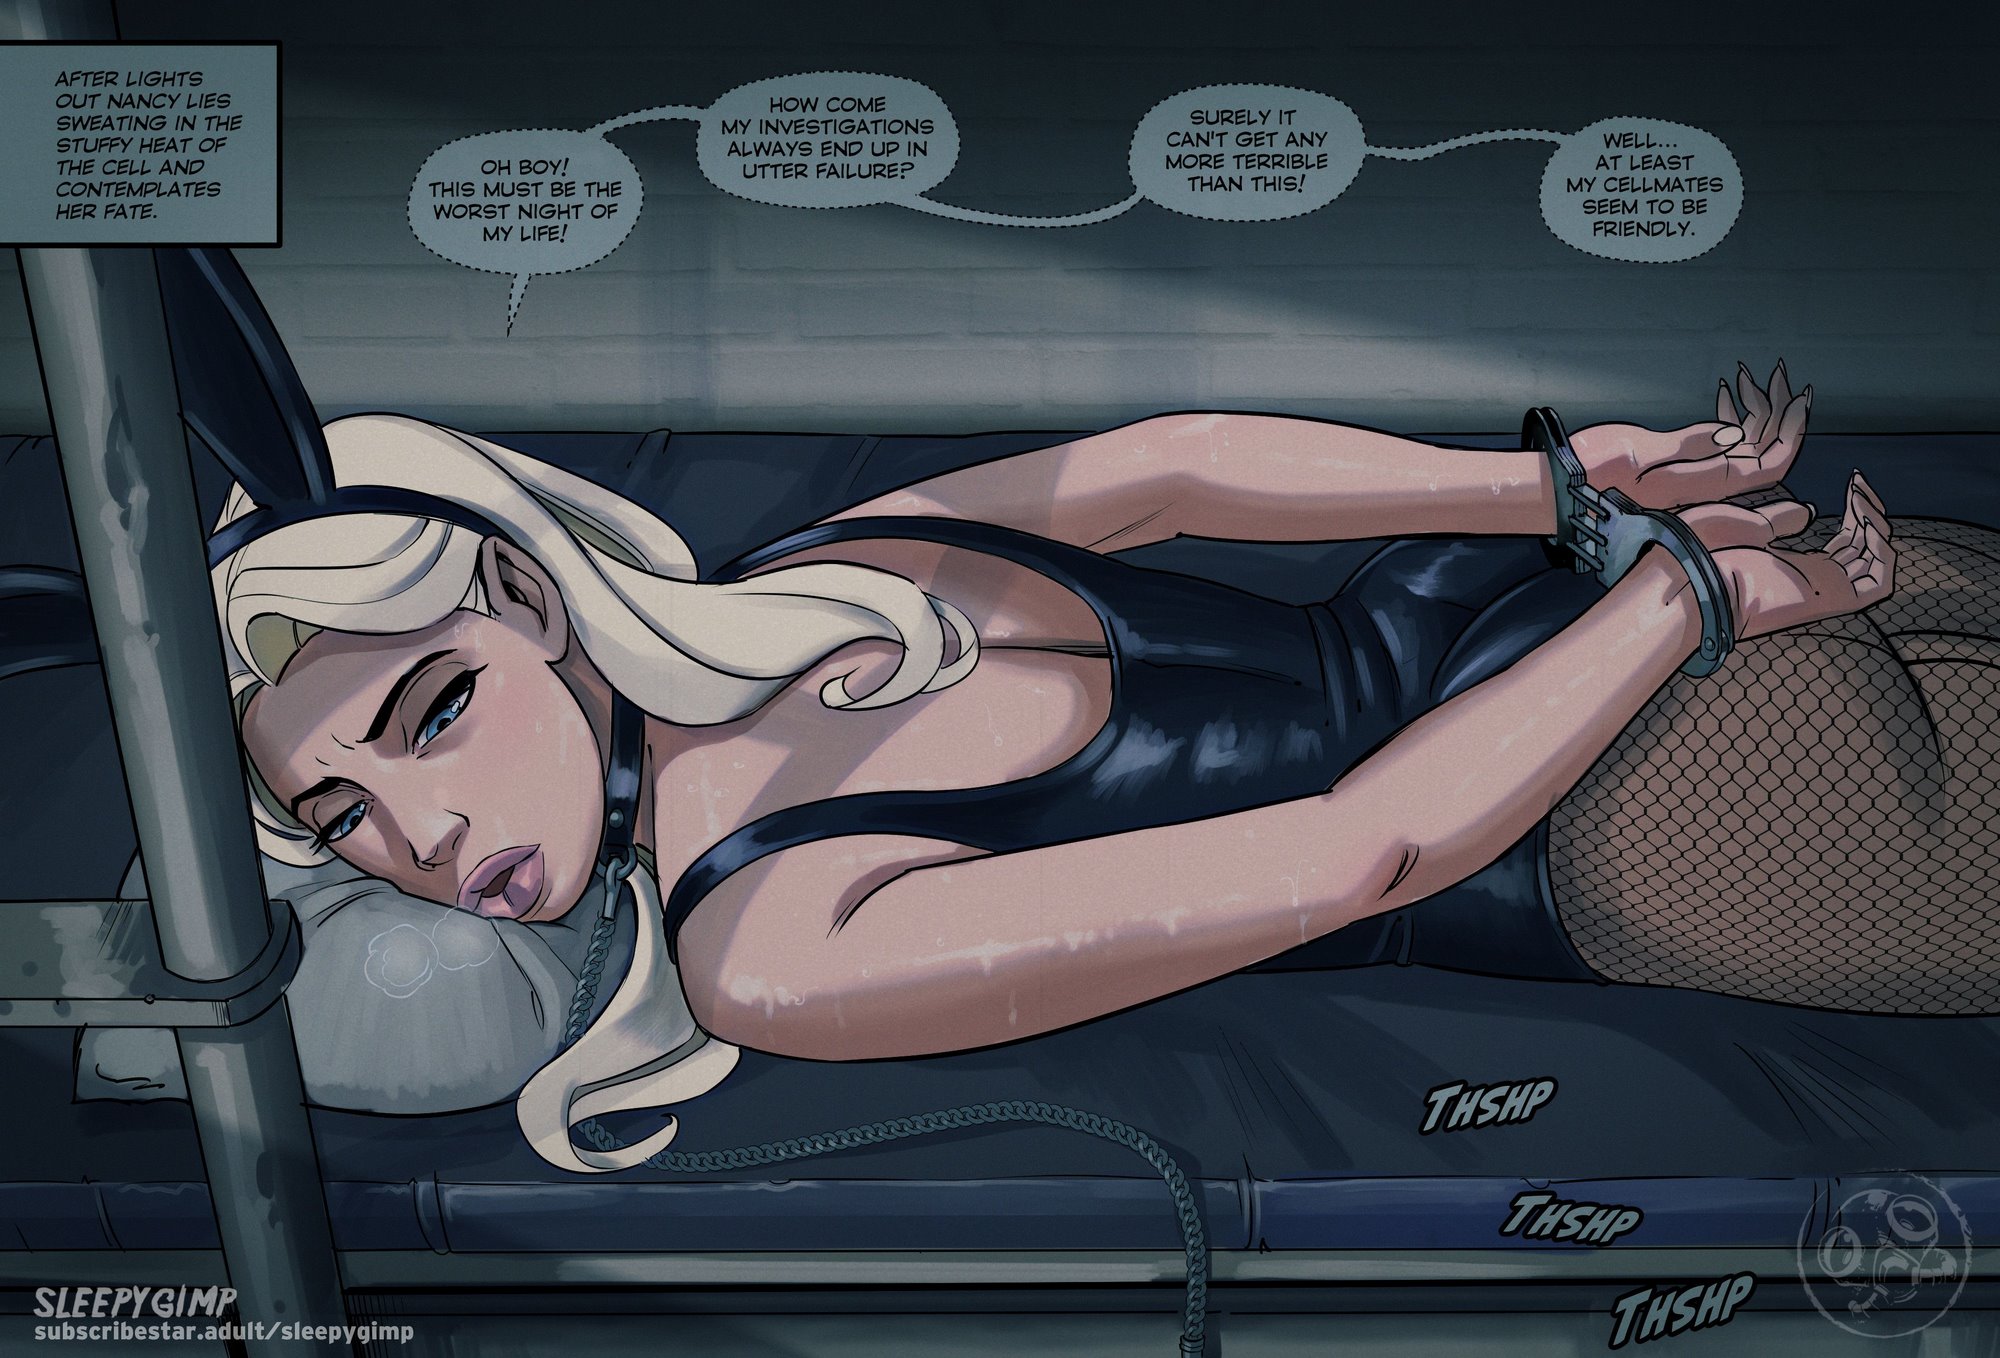 AFTER LIGHTS
OUT NANCY LIES
SWEATING IN THE
STUFFY HEAT OF
THE CELL AND
CONTEMPLATES
HER FATE.
OH BOY!
THIS MUST BE THE
WORST NIGHT OF
MY LIFE!
HOW COME
MY INVESTIGATIONS
ALWAYS END UP IN
UTTER FAILURE?
SURELY IT
CAN'T GET ANY
MORE TERRIBLE
THAN THIS!
WELL...
AT LEAST
MY CELLMATES
SEEM TO BE
FRIENDLY.
THSHP
THSHP
THSHP
SLEEPYGIMP
subscribestar.adult/sleepygimp